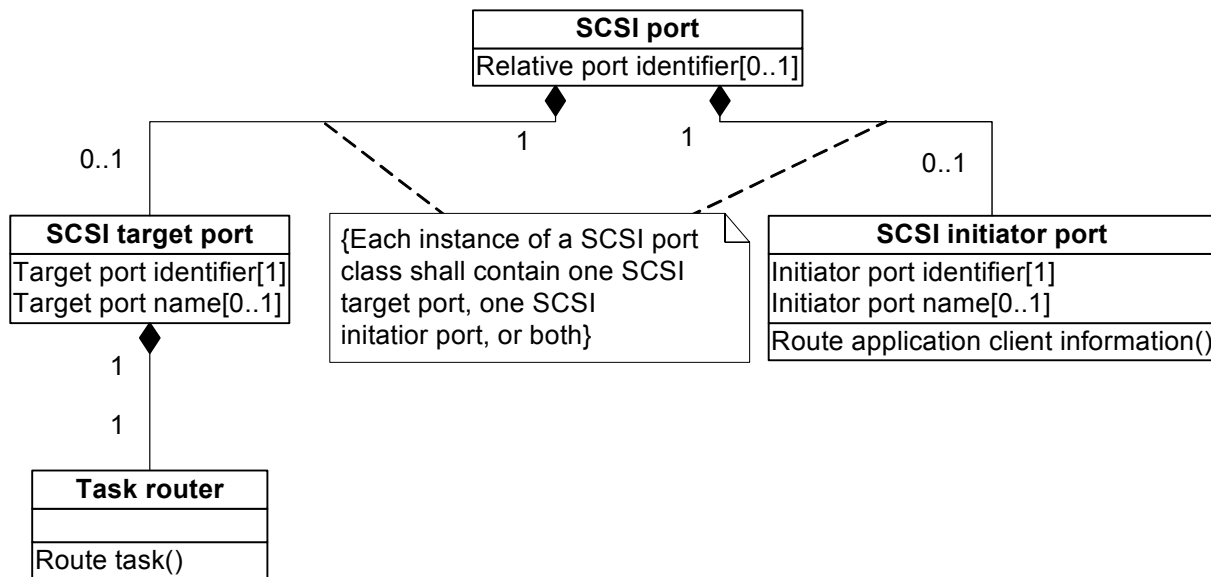 SCSI port
Relative port identifier[0..1]
1
1
0..1
0..1
SCSI target port
Target port identifier[1]
Target port name[0..1]
{Each instance of a SCSI port
class shall contain one SCSI
target port, one SCSI
initatior port, or both}
SCSI initiator port
Initiator port identifier[1]
Initiator port name[0..1]
Route application client information()
1
1
Task router
Route task()